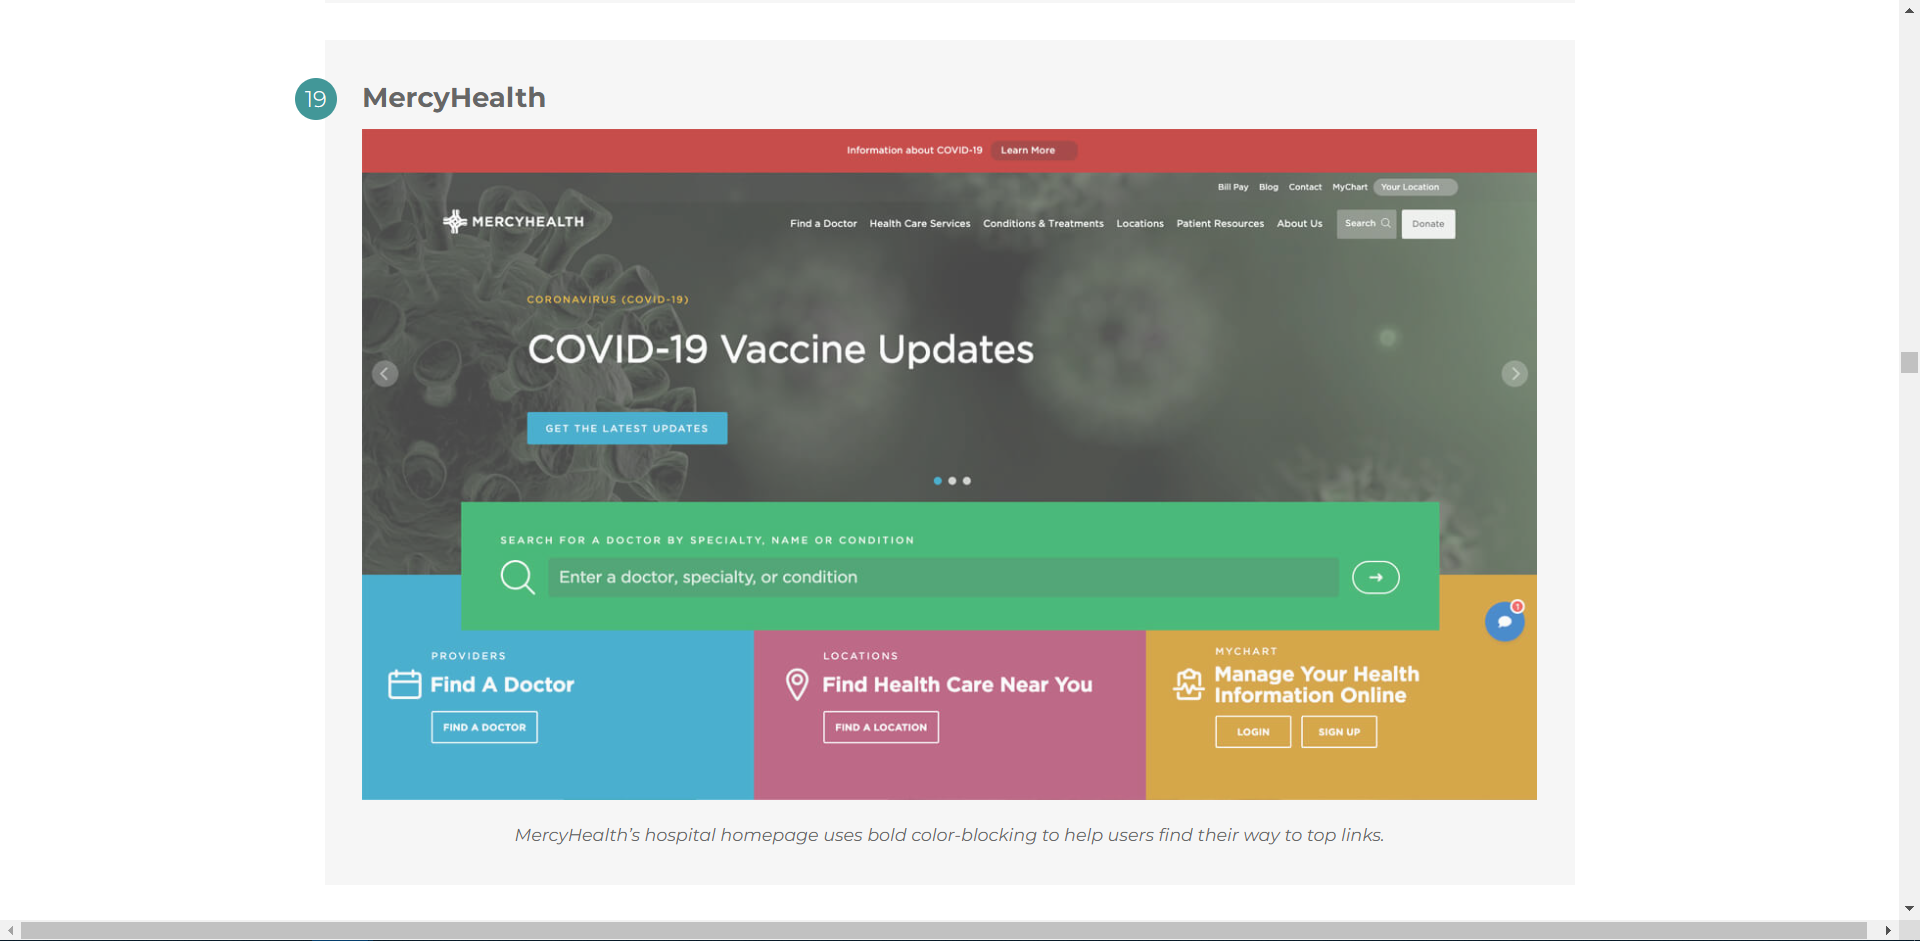 19
MercyHealth
Information about COVID-19 Learn More
Bill Pay Blog Contact MyChart Your Location
MERCYHEALTH
Find a Doctor Health Care Services Conditions & Treatments Locations Patient Resources About Us Search Donate
CORONAVIRUS (COVID-19)
COVID-19 Vaccine Updates
GET THE LATEST UPDATES
SEARCH FOR A DOCTOR BY SPECIALTY, NAME OR CONDITION
Enter a doctor, specialty, or condition
1
PROVIDERS
Find A Doctor
FIND A DOCTOR
LOCATIONS
Find Health Care Near You
FIND A LOCATION
MYCHART
Manage Your Health
Information Online
LOGIN SIGN UP
MercyHealth's hospital homepage uses bold color-blocking to help users find their way to top links.